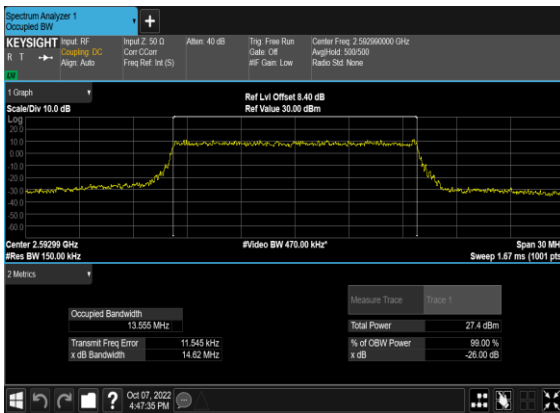 Spectrum Analyzer 1
Occupied BW
KEYSIGHT
R T
LV
Input: RF
Coupling: DC
Align: Auto
Input Z: 50 Ω
Corr CCorr
Freq Ref: Int (S)
Atten: 40 dB
Trig: Free Run
Gate: Off
#IF Gain: Low
Center Freq: 2.592990000 GHz
Avg|Hold: 500/500
Radio Std: None
1 Graph
Scale/Div 10.0 dB
Ref Lvl Offset 8.40 dB
Ref Value 30.00 dBm
Log
20.0
10.0
0.00
-10.0
-20.0
-30.0
-40.0
-50.0
-60.0
Center 2.59299 GHz
#Res BW 150.00 kHz
#Video BW 470.00 kHz*
Span 30 MH
Sweep 1.67 ms (1001 pts
2 Metrics
Measure Trace
Trace 1
Occupied Bandwidth
13.555 MHz
Total Power
27.4 dBm
Transmit Freq Error
11.545 kHz
% of OBW Power
99.00 %
x dB Bandwidth
14.62 MHz
x dB
-26.00 dB
Oct 07, 2022
4:47:35 PM